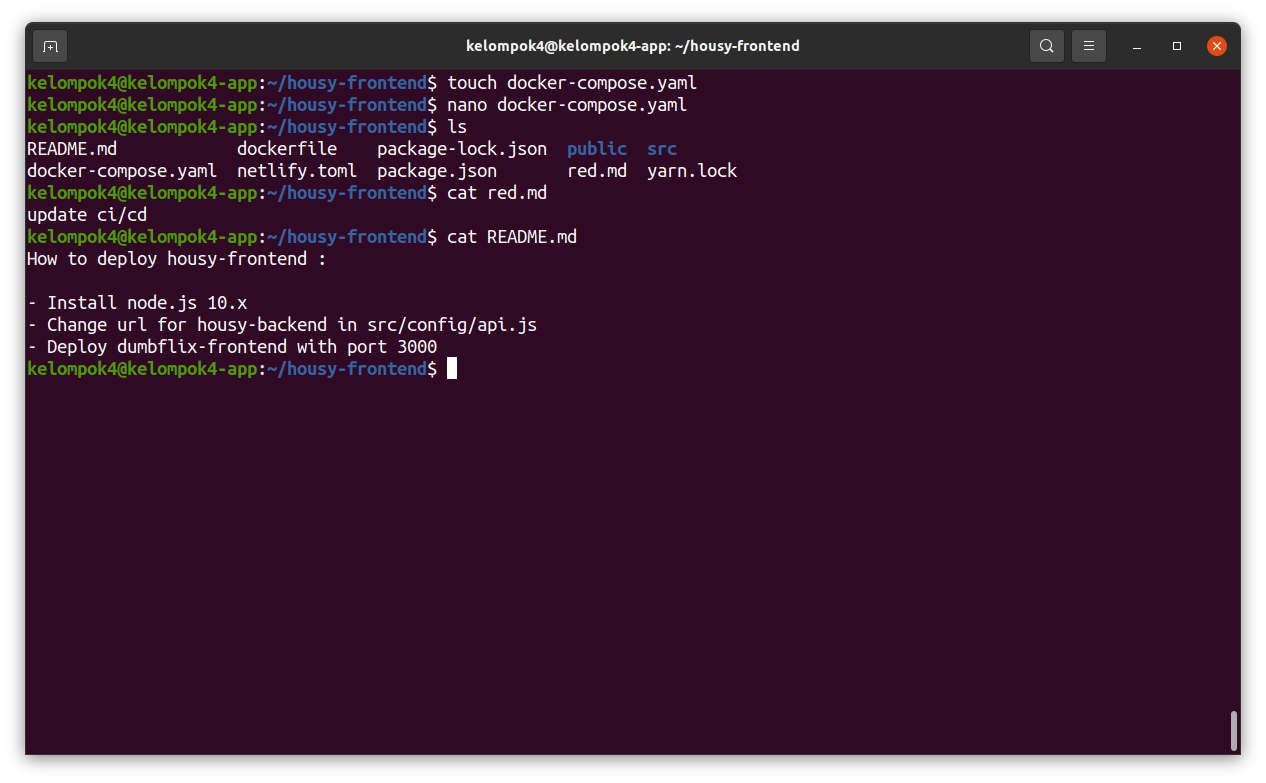 kelompok4@kelompok4-app: ~/housy-frontend
kelompok4@kelompok4-app:~/housy-frontend$ touch docker-compose.yaml
kelompok4@kelompok4-app:~/housy-frontend$ nano docker-compose.yaml
kelompok4@kelompok4-app:~/housy-frontend$ ls
README.md            dockerfile    package-lock.json  public  src
docker-compose.yaml  netlify.toml  package.json       red.md  yarn.lock
kelompok4@kelompok4-app:~/housy-frontend$ cat red.md
update ci/cd
kelompok4@kelompok4-app:~/housy-frontend$ cat README.md
How to deploy housy-frontend :

- Install node.js 10.x
- Change url for housy-backend in src/config/api.js
- Deploy dumbflix-frontend with port 3000
kelompok4@kelompok4-app:~/housy-frontend$